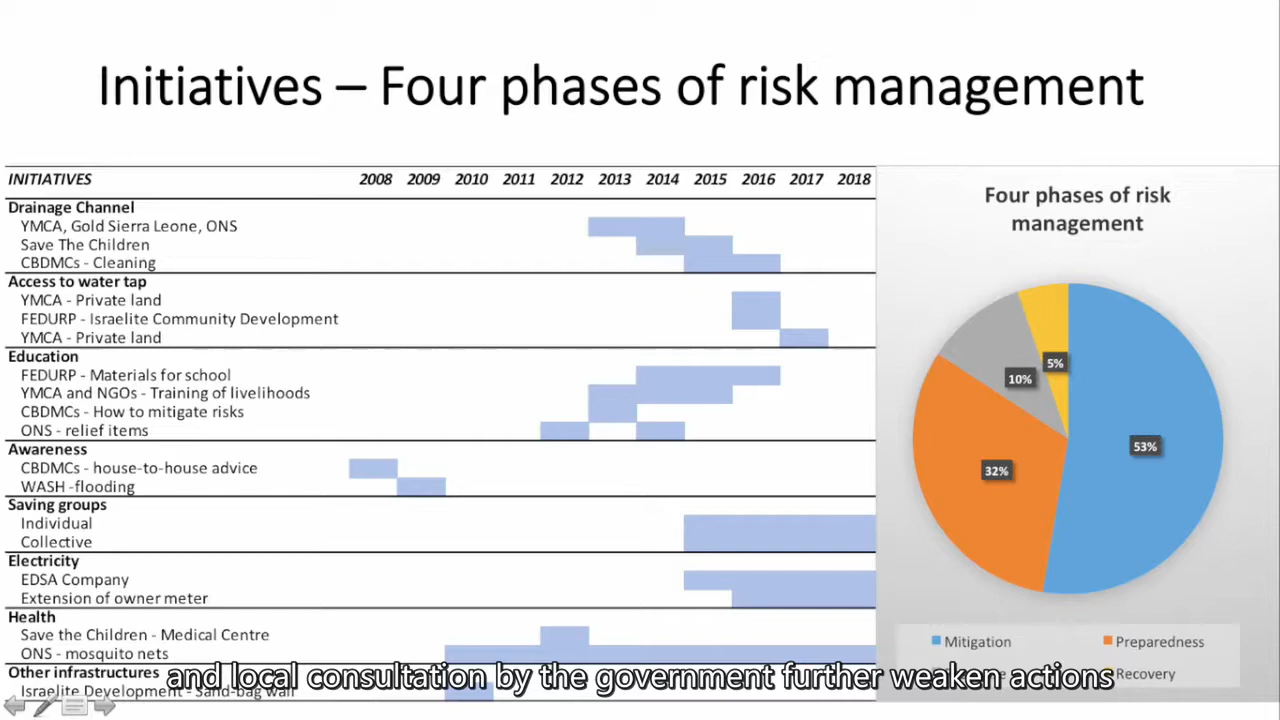 Initiatives – Four phases of risk management
INITIATIVES 2008 2009 2010 2011 2012 2013 2014 2015 2016 2017 2018
Drainage Channel
YMCA, Gold Sierra Leone, ONS
Save The Children
CBDMCs - Cleaning
Access to water tap
YMCA - Private land
FEDURP - Israelite Community Development
YMCA - Private land
Education
FEDURP - Materials for school
YMCA and NGOs - Training of livelihoods
CBDMCs - How to mitigate risks
ONS - relief items
Awareness
CBDMCs - house-to-house advice
WASH -flooding
Saving groups
Individual
Collective
Electricity
EDSA Company
Extension of owner meter
Health
Save the Children - Medical Centre
ONS - mosquito nets
Other infrastructures
Israelite Development - Sand-bag wall
Four phases of risk
management
5%
10%
53%
32%
Mitigation Preparedness
Recovery
and local consultation by the government further weaken actions